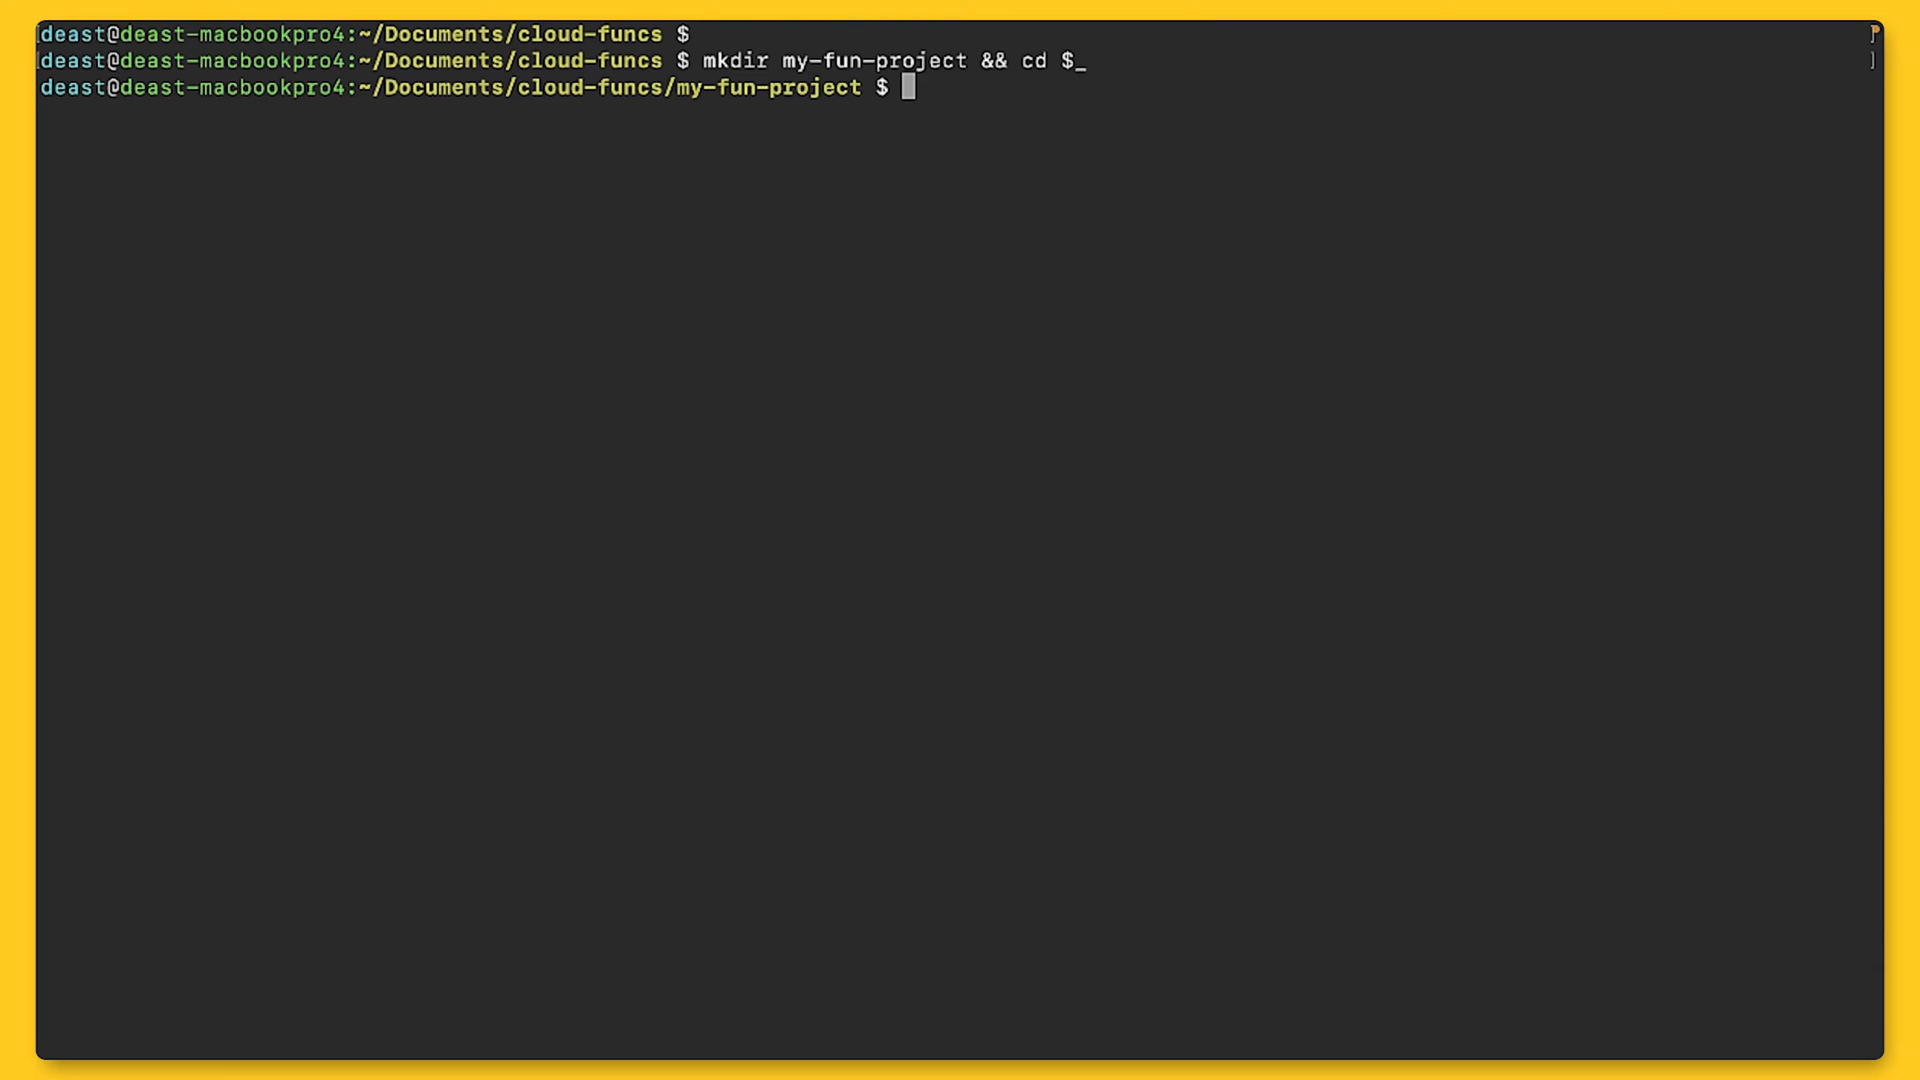 deast@deast-macbookpro4:~/Documents/cloud-funcs $
deast@deast-macbookpro4:~/Documents/cloud-funcs $ mkdir my-fun-project && cd $_
deast@deast-macbookpro4:~/Documents/cloud-funcs/my-fun-project $